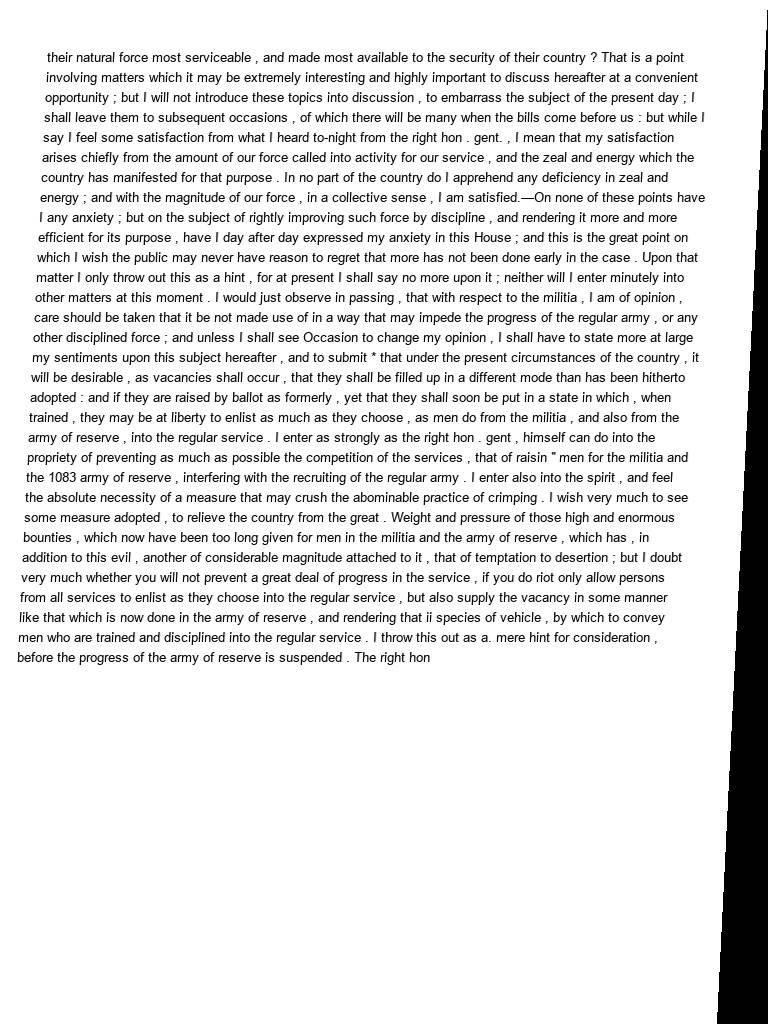 their natural force most serviceable , and made most available to the security of their country ? That is a point
involving matters which it may be extremely interesting and highly important to discuss hereafter at a convenient
opportunity ; but I will not introduce these topics into discussion , to embarrass the subject of the present day ; I
shall leave them to subsequent occasions , of which there will be many when the bills come before us : but while I
say I feel some satisfaction from what I heard to-night from the right hon . gent. , I mean that my satisfaction
arises chiefly from the amount of our force called into activity for our service , and the zeal and energy which the
country has manifested for that purpose . In no part of the country do I apprehend any deficiency in zeal and
energy ; and with the magnitude of our force , in a collective sense , I am satisfied.—On none of these points have
I any anxiety ; but on the subject of rightly improving such force by discipline , and rendering it more and more
efficient for its purpose , have I day after day expressed my anxiety in this House ; and this is the great point on
which I wish the public may never have reason to regret that more has not been done early in the case . Upon that
matter I only throw out this as a hint , for at present I shall say no more upon it ; neither will I enter minutely into
other matters at this moment . I would just observe in passing , that with respect to the militia , I am of opinion ,
care should be taken that it be not made use of in a way that may impede the progress of the regular army , or any
other disciplined force ; and unless I shall see Occasion to change my opinion , I shall have to state more at large
my sentiments upon this subject hereafter , and to submit * that under the present circumstances of the country , it
will be desirable , as vacancies shall occur , that they shall be filled up in a different mode than has been hitherto
adopted : and if they are raised by ballot as formerly , yet that they shall soon be put in a state in which , when
trained , they may be at liberty to enlist as much as they choose , as men do from the militia , and also from the
army of reserve , into the regular service . I enter as strongly as the right hon . gent , himself can do into the
propriety of preventing as much as possible the competition of the services , that of raisin " men for the militia and
the 1083 army of reserve , interfering with the recruiting of the regular army . I enter also into the spirit , and feel
the absolute necessity of a measure that may crush the abominable practice of crimping . I wish very much to see
some measure adopted , to relieve the country from the great . Weight and pressure of those high and enormous
bounties , which now have been too long given for men in the militia and the army of reserve , which has , in
addition to this evil , another of considerable magnitude attached to it , that of temptation to desertion ; but I doubt
very much whether you will not prevent a great deal of progress in the service , if you do riot only allow persons
from all services to enlist as they choose into the regular service , but also supply the vacancy in some manner
like that which is now done in the army of reserve , and rendering that ii species of vehicle , by which to convey
men who are trained and disciplined into the regular service . I throw this out as a. mere hint for consideration ,
before the progress of the army of reserve is suspended . The right hon